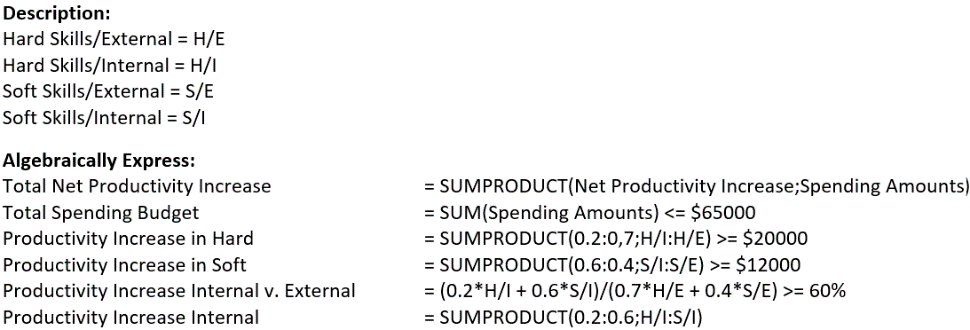 Description:
Hard Skills/External = H/E
Hard Skills/Internal = H/I
Soft Skills/External = S/E
Soft Skills/Internal = S/I
Algebraically Express:
Total Net Productivity Increase = SUMPRODUCT(Net Productivity Increase;Spending Amounts)
Total Spending Budget = SUM(Spending Amounts) <= $65000
Productivity Increase in Hard = SUMPRODUCT(0.2:0,7;H/I:H/E) >= $20000
Productivity Increase in Soft = SUMPRODUCT(0.6:0.4;S/I:S/E) >= $12000
Productivity Increase Internal v. External = (0.2*H/I + 0.6*S/I)/(0.7*H/E + 0.4*S/E) >= 60%
Productivity Increase Internal = SUMPRODUCT(0.2:0.6;H/I:S/I)